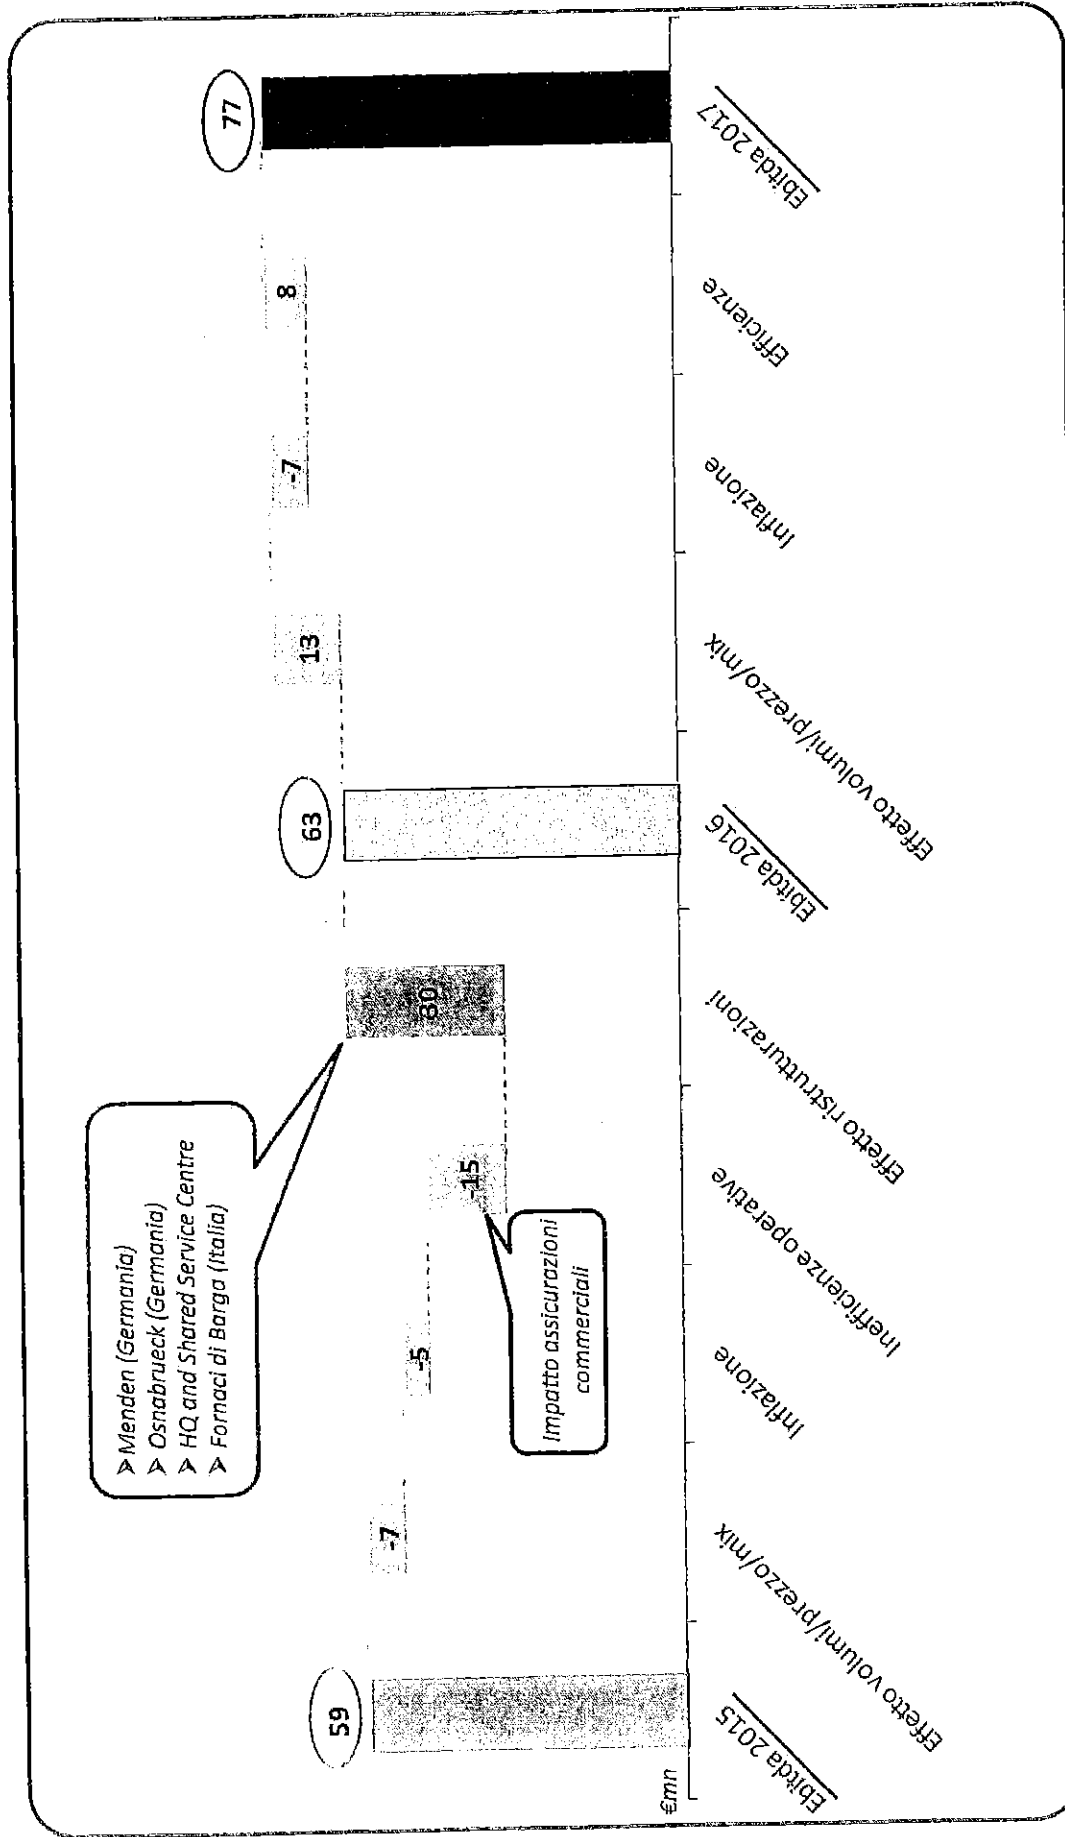 ➢ Menden (Germania)
➢ Osnabrueck (Germania)
➢ HQ and Shared Service Centre
➢ Fornaci di Barga (Italia)
Impatto assicurazioni
commerciali
€mn
59
-7
-5
-15
30
63
13
-7
8
77
Ebitda 2015
Effetto volumi/prezzo/mix
Inflazione
Inefficienze operative
Effetto ristrutturazioni
Ebitda 2016
Effetto volumi/prezzo/mix
Inflazione
Efficienze
Ebitda 2017